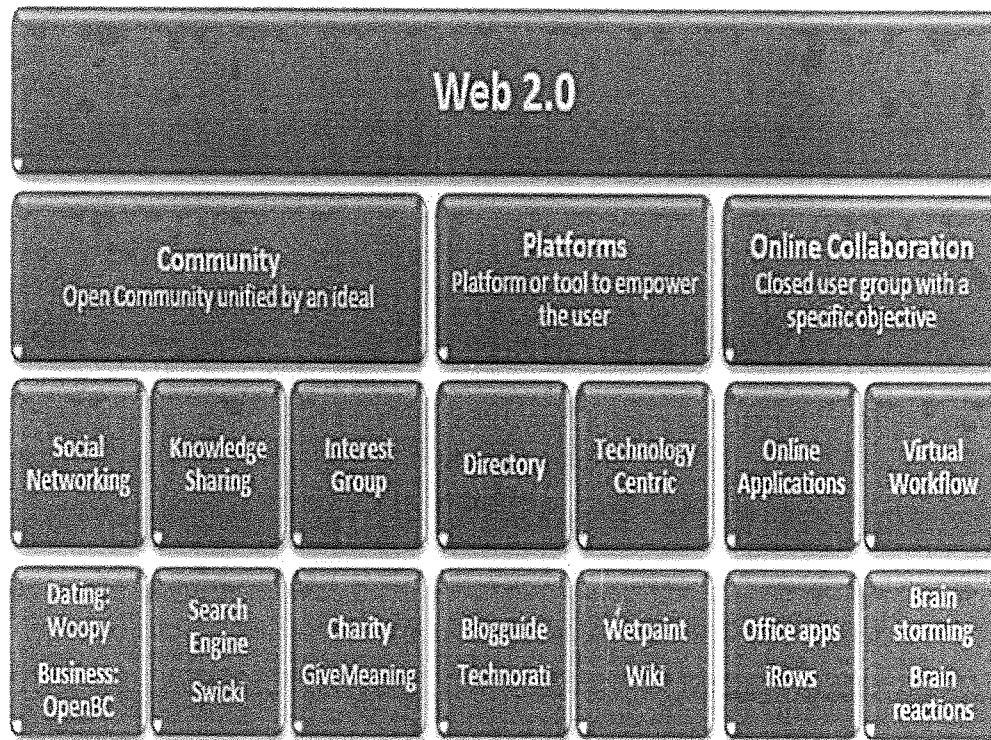 Web 2.0
Community
Open Community unified by an ideal
Platforms
Platform or tool to empower
the user
Online Collaboration
Closed user group with a
specific objective
Social
Networking
Knowledge
Sharing
Interest
Group
Directory
Technology
Centric
Online
Applications
Virtual
Workflow
Dating:
Woopy
Business:
OpenBC
Search
Engine
Swicki
Charity
GiveMeaning
Blogguide
Technorati
Wetpaint
Wiki
Office apps
iRows
Brain
storming
Brain
reactions